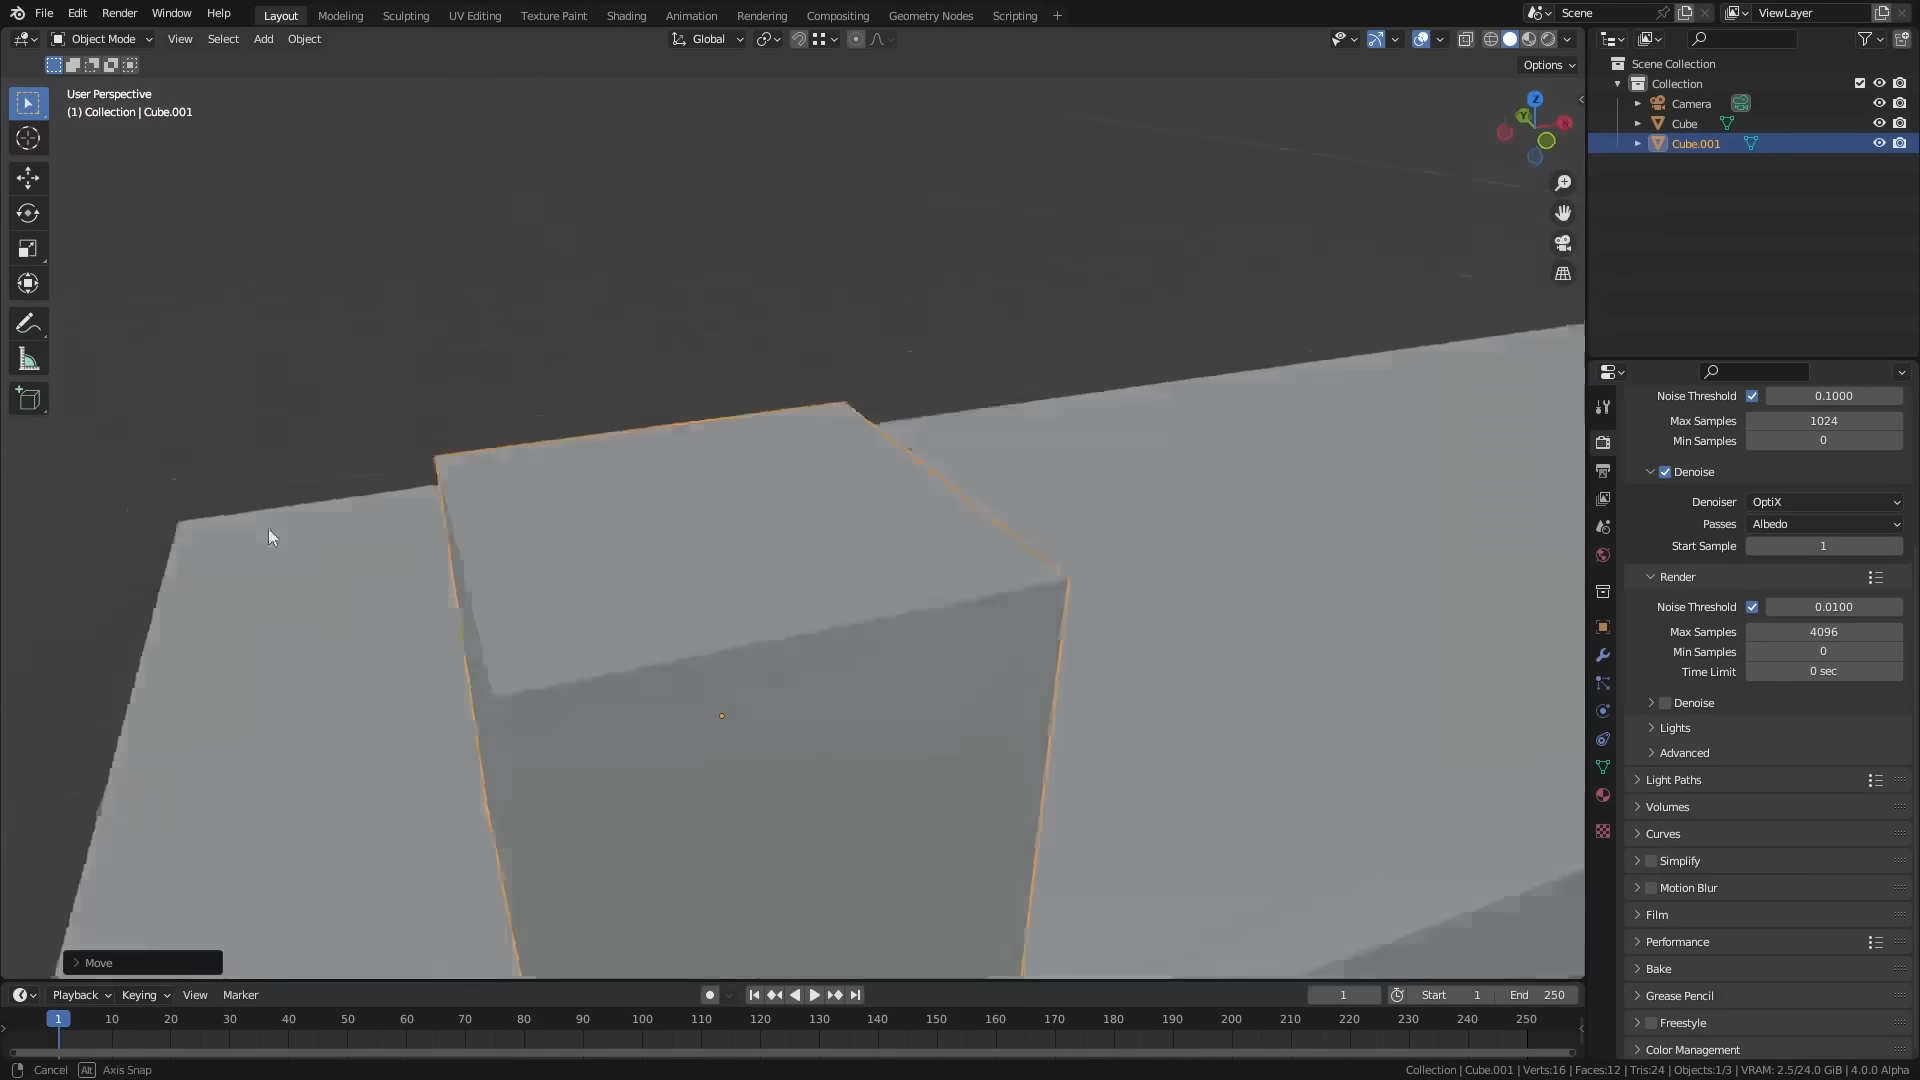 File Edit Render Window Help Layout Modeling Sculpting UV Editing Texture Paint Shading Animation Rendering Compositing Geometry Nodes Scripting + Scene ViewLayer
Object Mode View Select Add Object Global
Options
User Perspective
(1) Collection | Cube.001
Z
Y
X
Scene Collection
Collection
Camera
Cube
Cube.001
Noise Threshold 0.1000
Max Samples 1024
Min Samples 0
Denoise
Denoiser OptiX
Passes Albedo
Start Sample 1
Render
Noise Threshold 0.0100
Max Samples 4096
Min Samples 0
Time Limit 0 sec
Denoise
Lights
Advanced
Light Paths
Volumes
Curves
Simplify
Motion Blur
Film
Performance
Bake
Grease Pencil
Freestyle
Color Management
Move
Playback Keying View Marker 1 Start 1 End 250
1 10 20 30 40 50 60 70 80 90 100 110 120 130 140 150 160 170 180 190 200 210 220 230 240 250
Cancel Alt Axis Snap Collection | Cube.001 | Verts:16 | Faces:12 | Tris:24 | Objects:1/3 | VRAM: 2.5/24.0 GiB | 4.0.0 Alpha